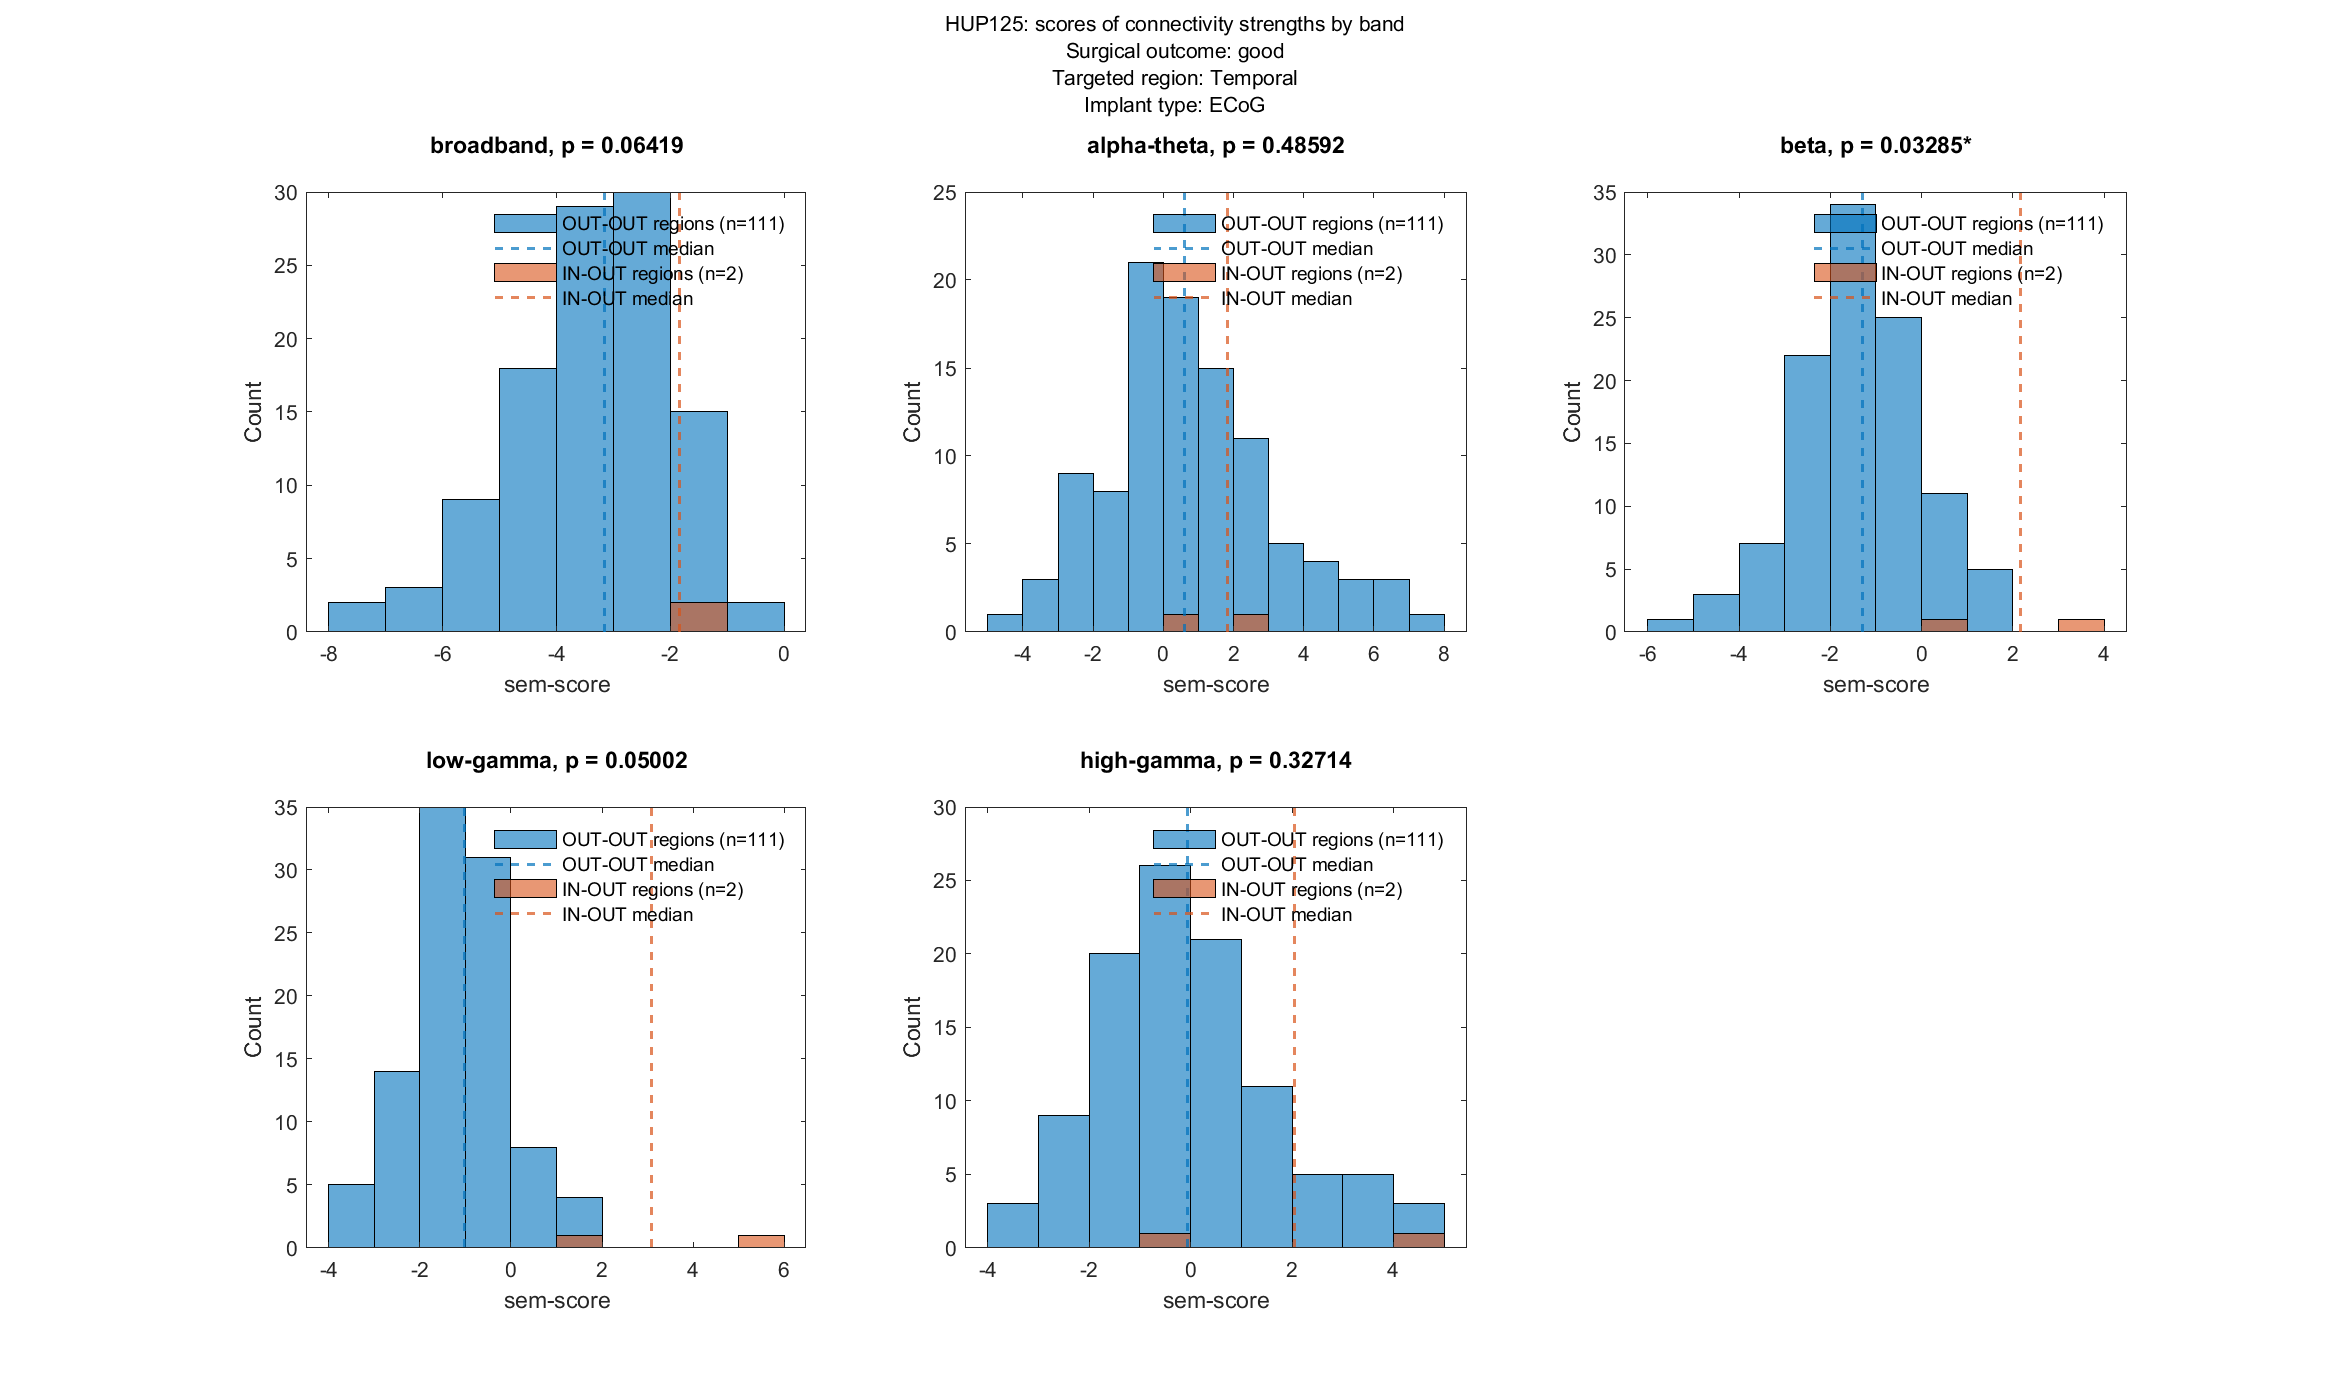 HUP125: scores of connectivity strengths by band
Surgical outcome: good
Targeted region: Temporal
Implant type: ECoG
broadband, p = 0.06419
30
25
20
15
10
5
0
Count
-8
-6
-4
-2
0
sem-score
OUT-OUT regions (n=111)
OUT-OUT median
IN-OUT regions (n=2)
IN-OUT median
alpha-theta, p = 0.48592
25
20
15
10
5
0
Count
-4
-2
0
2
4
6
8
sem-score
OUT-OUT regions (n=111)
OUT-OUT median
IN-OUT regions (n=2)
IN-OUT median
beta, p = 0.03285*
35
30
25
20
15
10
5
0
Count
-6
-4
-2
0
2
4
sem-score
OUT-OUT regions (n=111)
OUT-OUT median
IN-OUT regions (n=2)
IN-OUT median
low-gamma, p = 0.05002
35
30
25
20
15
10
5
0
Count
-4
-2
0
2
4
6
sem-score
OUT-OUT regions (n=111)
OUT-OUT median
IN-OUT regions (n=2)
IN-OUT median
high-gamma, p = 0.32714
30
25
20
15
10
5
0
Count
-4
-2
0
2
4
sem-score
OUT-OUT regions (n=111)
OUT-OUT median
IN-OUT regions (n=2)
IN-OUT median